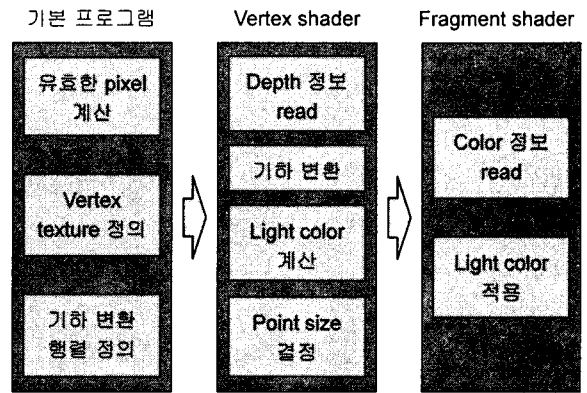 기본 프로그램
유효한 pixel
계산
Vertex
texture 정의
기하 변환
행렬 정의
Vertex shader
Depth 정보
read
기하 변환
Light color
계산
Point size
결정
Fragment shader
Color 정보
read
Light color
적용